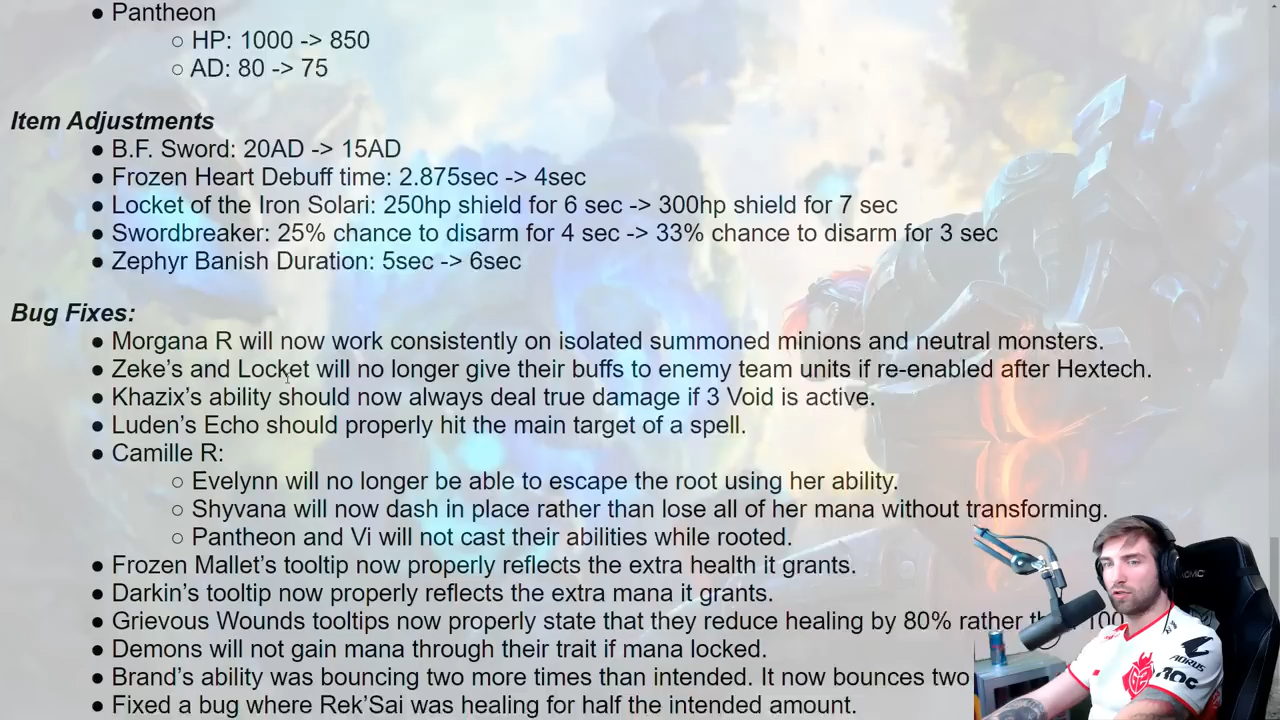 ● Pantheon
○ HP: 1000 -> 850
○ AD: 80 -> 75
Item Adjustments
● B.F. Sword: 20AD -> 15AD
● Frozen Heart Debuff time: 2.875sec -> 4sec
● Locket of the Iron Solari: 250hp shield for 6 sec -> 300hp shield for 7 sec
● Swordbreaker: 25% chance to disarm for 4 sec -> 33% chance to disarm for 3 sec
● Zephyr Banish Duration: 5sec -> 6sec
Bug Fixes:
● Morgana R will now work consistently on isolated summoned minions and neutral monsters.
● Zeke’s and Locket will no longer give their buffs to enemy team units if re-enabled after Hextech.
● Khazix’s ability should now always deal true damage if 3 Void is active.
● Luden’s Echo should properly hit the main target of a spell.
● Camille R:
○ Evelynn will no longer be able to escape the root using her ability.
○ Shyvana will now dash in place rather than lose all of her mana without transforming.
○ Pantheon and Vi will not cast their abilities while rooted.
● Frozen Mallet’s tooltip now properly reflects the extra health it grants.
● Darkin’s tooltip now properly reflects the extra mana it grants.
● Grievous Wounds tooltips now properly state that they reduce healing by 80% rather 100
● Demons will not gain mana through their trait if mana locked.
● Brand’s ability was bouncing two more times than intended. It now bounces two
● Fixed a bug where Rek’Sai was healing for half the intended amount.
AORUS
AOC